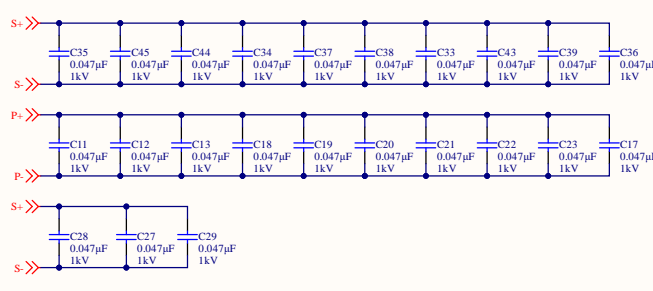 S+
C35 C45 C44 C34 C37 C38 C33 C43 C39 C36
0.047μF 0.047μF 0.047μF 0.047μF 0.047μF 0.047μF 0.047μF 0.047μF 0.047μF 0.047μF
1kV 1kV 1kV 1kV 1kV 1kV 1kV 1kV 1kV 1kV
S-
P+
C11 C12 C13 C18 C19 C20 C21 C22 C23 C17
0.047μF 0.047μF 0.047μF 0.047μF 0.047μF 0.047μF 0.047μF 0.047μF 0.047μF 0.047μ
1kV 1kV 1kV 1kV 1kV 1kV 1kV 1kV 1kV 1kV
P-
S+
C28 C27 C29
0.047μF 0.047μF 0.047μF
1kV 1kV 1kV
S-